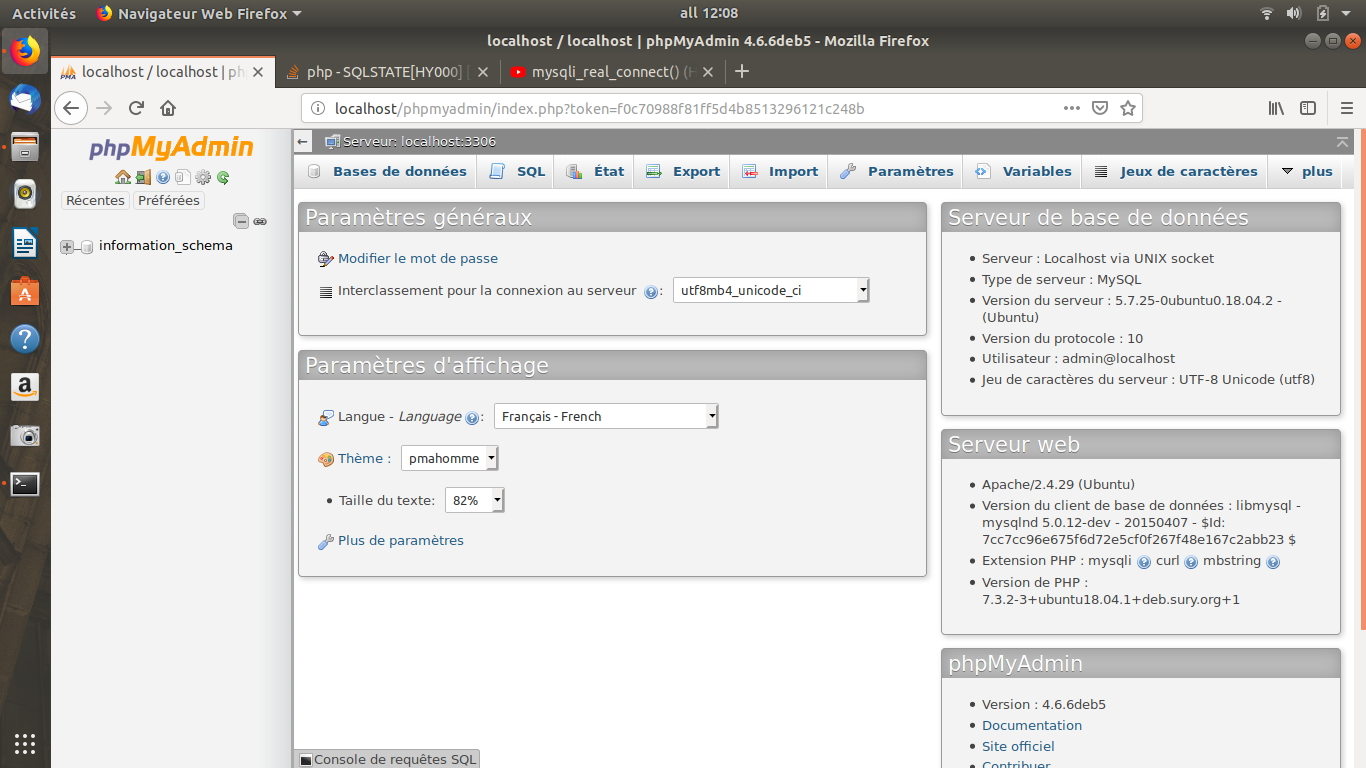 Activités
Navigateur Web Firefox
all 12:08
localhost / localhost | phpMyAdmin 4.6.6deb5 - Mozilla Firefox
localhost / localhost | ph
php - SQLSTATE[HY000] [
mysqli_real_connect() (H
localhost/phpmyadmin/index.php?token=f0c70988f81ff5d4b8513296121c248b
phpMyAdmin
Récentes
Préférées
information_schema
Serveur: localhost:3306
Bases de données
SQL
État
Export
Import
Paramètres
Variables
Jeux de caractères
plus
Paramètres généraux
Modifier le mot de passe
Interclassement pour la connexion au serveur :
utf8mb4_unicode_ci
Paramètres d'affichage
Langue - Language :
Français - French
Thème :
pmahomme
Taille du texte:
82%
Plus de paramètres
Serveur de base de données
Serveur : Localhost via UNIX socket
Type de serveur : MySQL
Version du serveur : 5.7.25-0ubuntu0.18.04.2 -
(Ubuntu)
Version du protocole : 10
Utilisateur : admin@localhost
Jeu de caractères du serveur : UTF-8 Unicode (utf8)
Serveur web
Apache/2.4.29 (Ubuntu)
Version du client de base de données : libmysql -
mysqlnd 5.0.12-dev - 20150407 - $Id:
7cc7cc96e675f6d72e5cf0f267f48e167c2abb23 $
Extension PHP : mysqli curl mbstring
Version de PHP :
7.3.2-3+ubuntu18.04.1+deb.sury.org+1
phpMyAdmin
Version : 4.6.6deb5
Documentation
Site officiel
Contribuer
Console de requêtes SQL